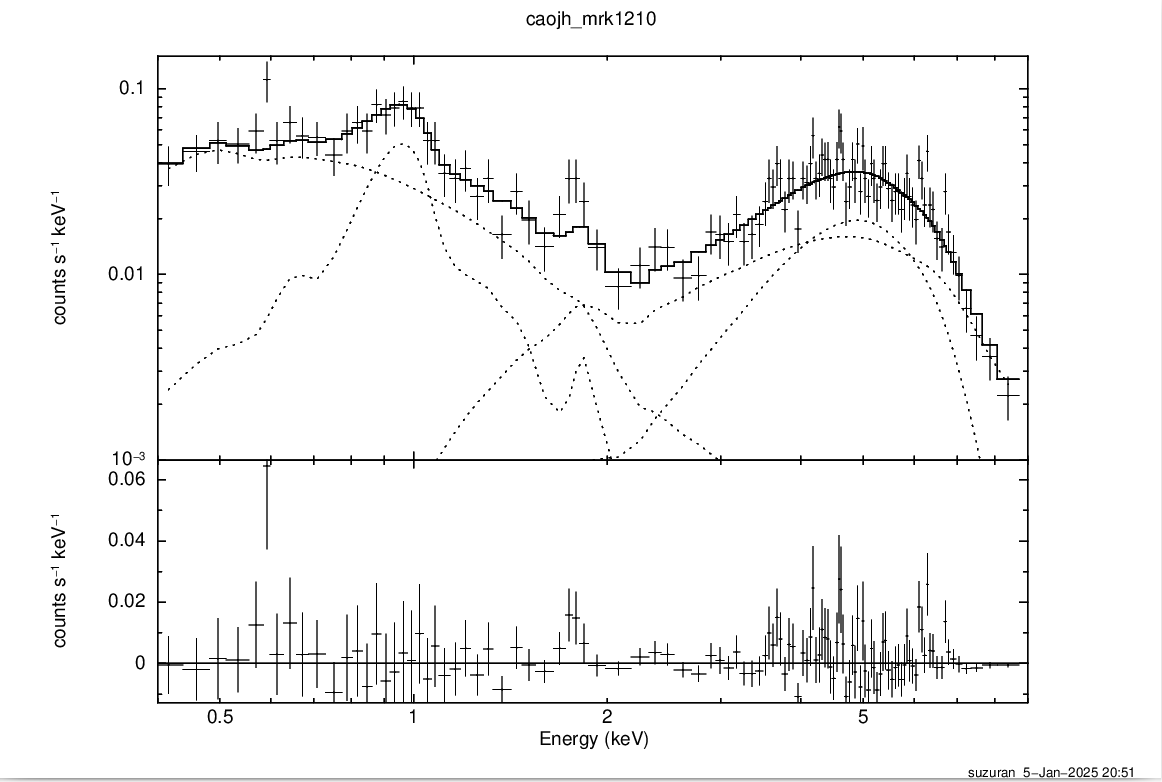 caojh_mrk1210
0.1
0.01
10⁻³
counts s⁻¹ keV⁻¹
0.06
0.04
0.02
0
counts s⁻¹ keV⁻¹
0.5 1 2 5
Energy (keV)
suzuran 5−Jan−2025 20:51